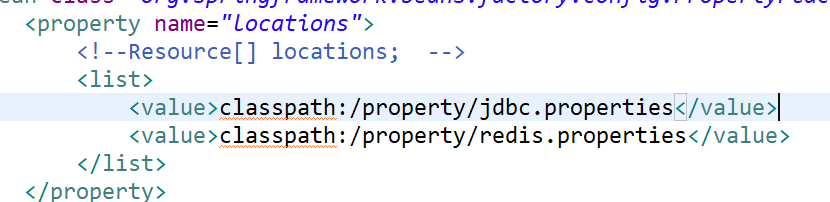 <property name="locations">
<!--Resource[] locations;  -->
<list>
<value>classpath:/property/jdbc.properties</value>
<value>classpath:/property/redis.properties</value>
</list>
</property>